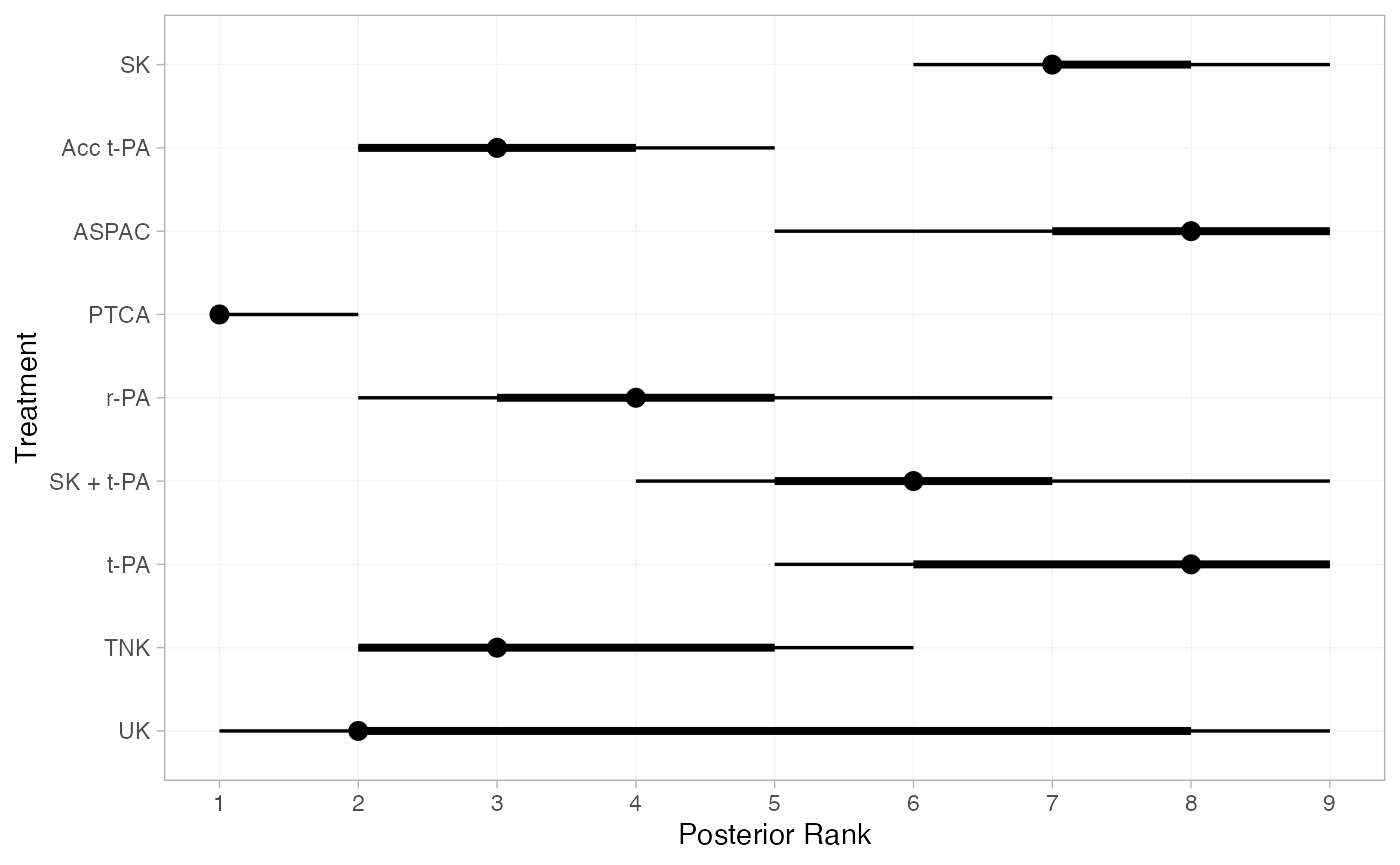 SK
Acc t-PA
ASPAC
PTCA
r-PA
SK + t-PA
t-PA
TNK
UK
Treatment
1 2 3 4 5 6 7 8 9
Posterior Rank